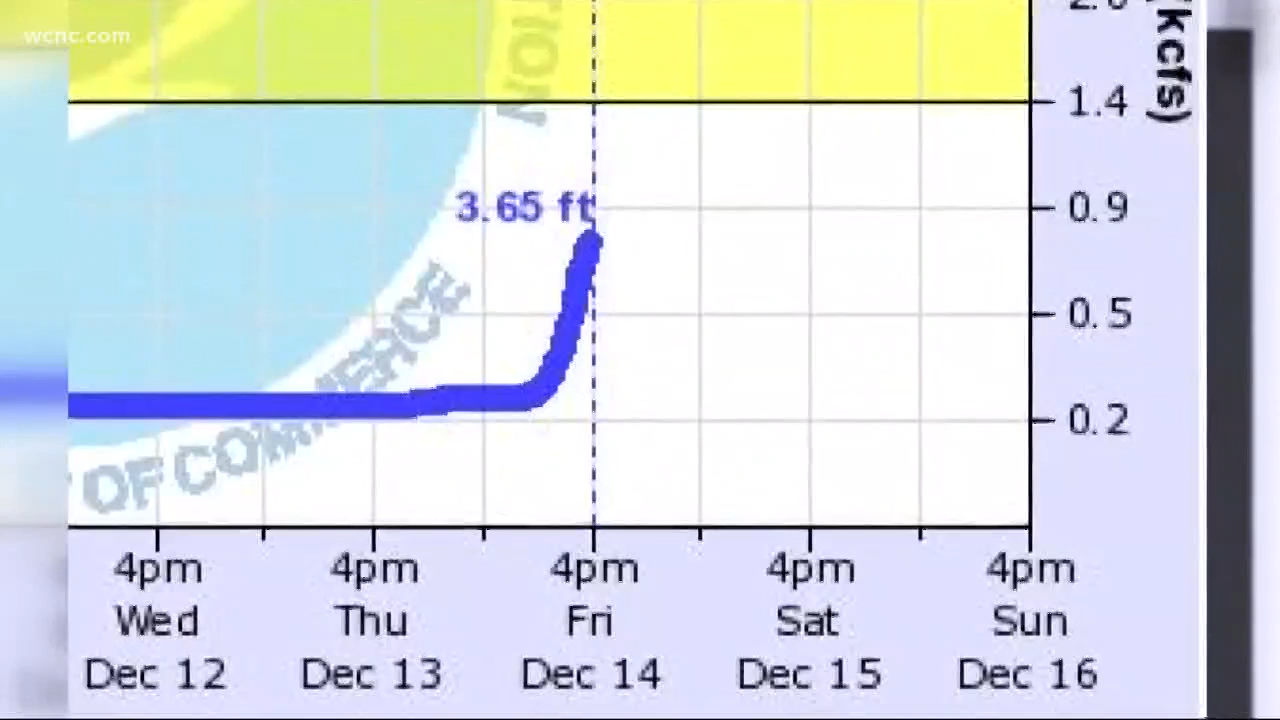 wcnc.com
TION
(kcfs)
1.4
0.9
3.65 ft
0.5
0.2
OF COMMERCE
4pm 4pm 4pm 4pm 4pm
Wed Thu Fri Sat Sun
Dec 12 Dec 13 Dec 14 Dec 15 Dec 16